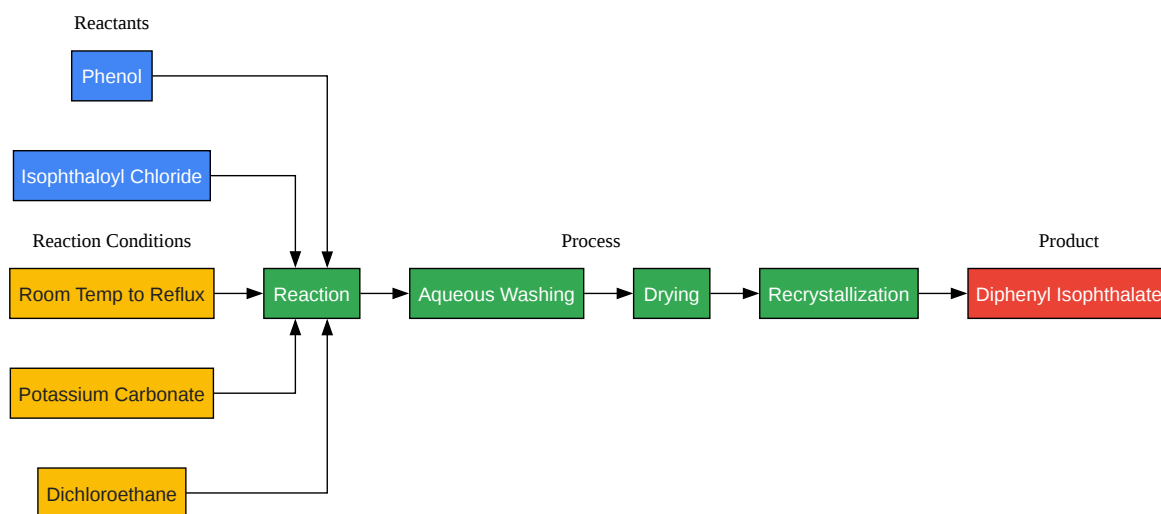 Reactants
Phenol
Isophthaloyl Chloride
Reaction Conditions
Process
Product
Room Temp to Reflux
Reaction
Aqueous Washing
Drying
Recrystallization
Diphenyl Isophthalate
Potassium Carbonate
Dichloroethane